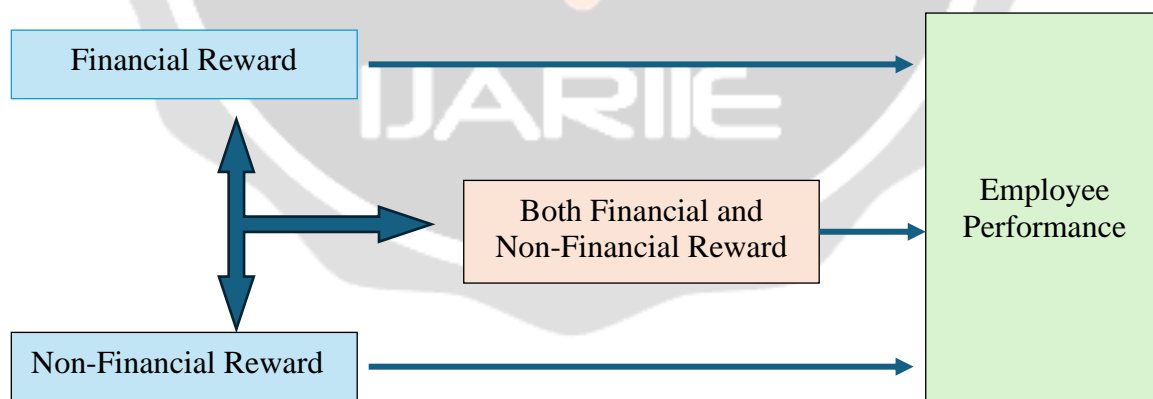 Financial Reward
IJARIIE
Both Financial and
Non-Financial Reward
Employee
Performance
Non-Financial Reward